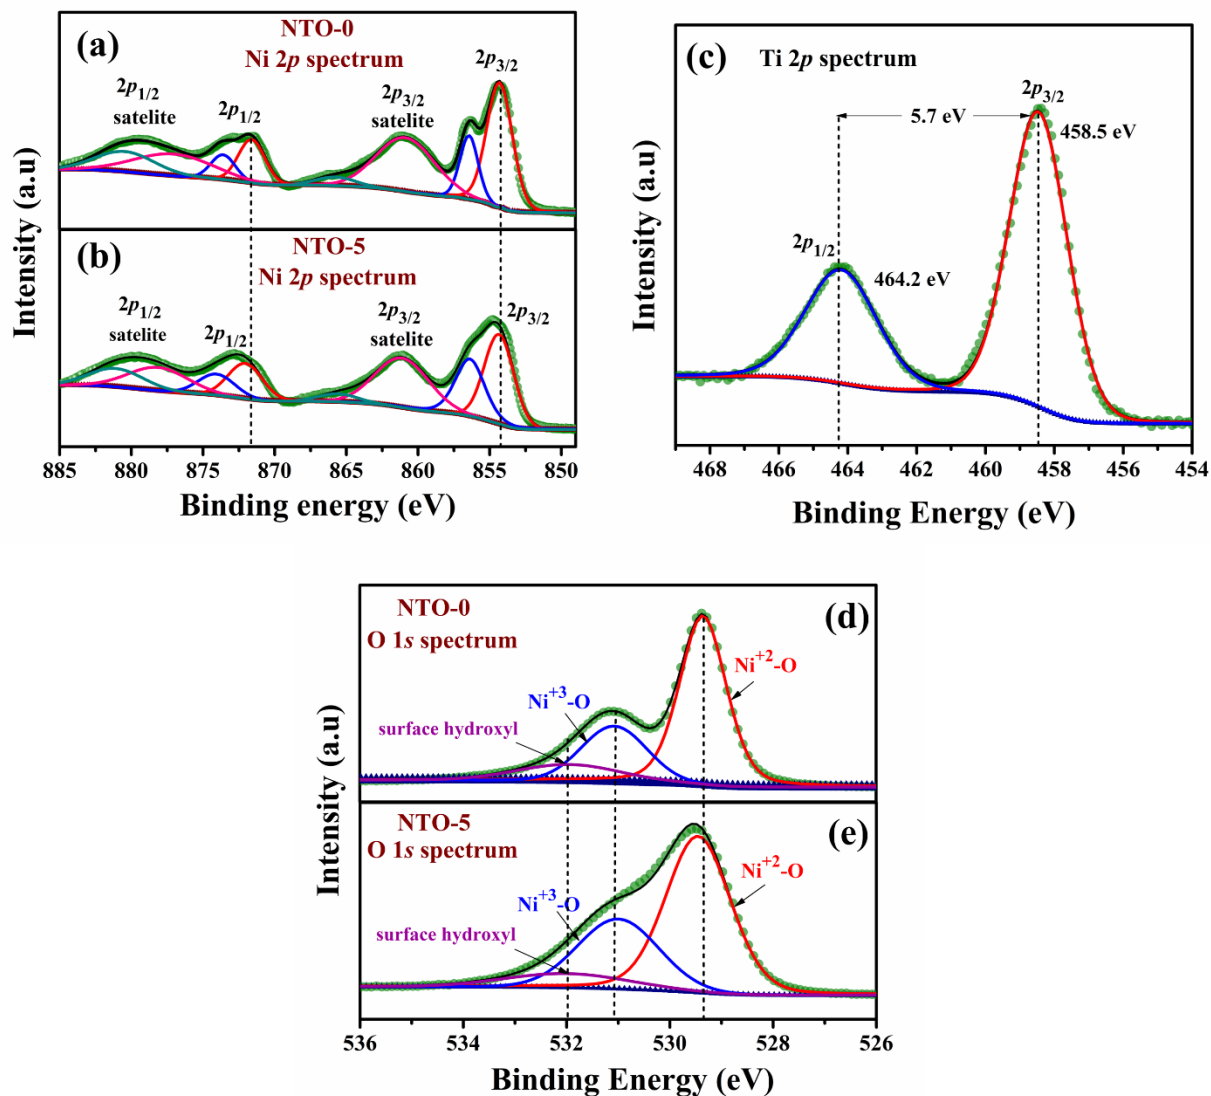 (a)
NTO-0
Ni 2p spectrum
2p1/2
satelite
2p1/2
2p3/2
satelite
2p3/2
(b)
NTO-5
Ni 2p spectrum
2p1/2
satelite
2p1/2
2p3/2
satelite
2p3/2
Intensity (a.u)
885 880 875 870 865 860 855 850
Binding energy (eV)
(c)
Ti 2p spectrum
2p3/2
5.7 eV
458.5 eV
2p1/2
464.2 eV
Intensity (a.u)
468 466 464 462 460 458 456 454
Binding Energy (eV)
NTO-0
O 1s spectrum
(d)
Ni+2-O
Ni+3-O
surface hydroxyl
NTO-5
O 1s spectrum
(e)
Ni+2-O
Ni+3-O
surface hydroxyl
Intensity (a.u)
536 534 532 530 528 526
Binding Energy (eV)